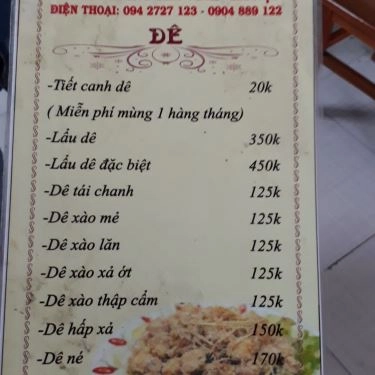 ĐIỆN THOẠI: 094 2727 123 - 0904 889 122
DÊ
-Tiết canh dê 20k
( Miễn phí mùng 1 hàng tháng)
-Lẩu dê 350k
-Lẩu dê đặc biệt 450k
-Dê tái chanh 125k
-Dê xào mẻ 125k
-Dê xào lăn 125k
-Dê xào xả ớt 125k
-Dê xào thập cẩm 125k
-Dê hấp xả 150k
-Dê né 170k